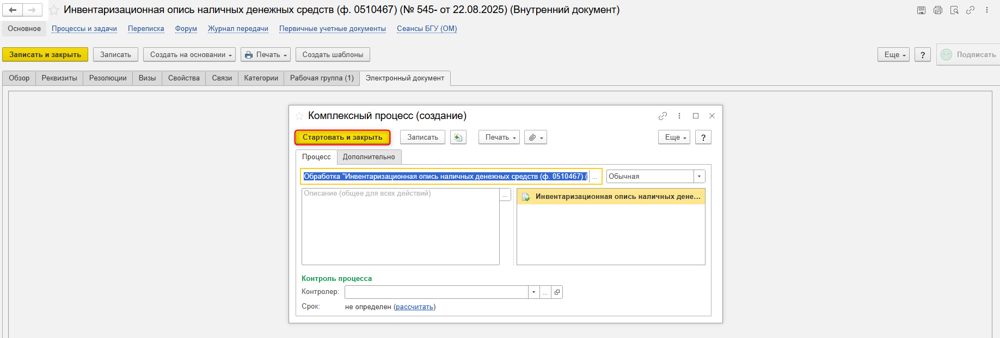 Инвентаризационная опись наличных денежных средств (ф. 0510467) (№ 545- от 22.08.2025) (Внутренний документ)
Основное Процессы и задачи Переписка Форум Журнал передачи Первичные учетные документы Сеансы БГУ (ОМ)
Записать и закрыть Записать Создать на основании Печать Создать шаблоны Еще ? Подписать
Обзор Реквизиты Резолюции Визы Свойства Связи Категории Рабочая группа (1) Электронный документ
Комплексный процесс (создание)
Стартовать и закрыть Записать Печать Еще ?
Процесс Дополнительно
Обработка "Инвентаризационная опись наличных денежных средств (ф. 0510467) ( ... Обычная
Описание (общее для всех действий) ... Инвентаризационная опись наличных дене...
Контроль процесса
Контролер: ...
Срок: не определен (рассчитать)